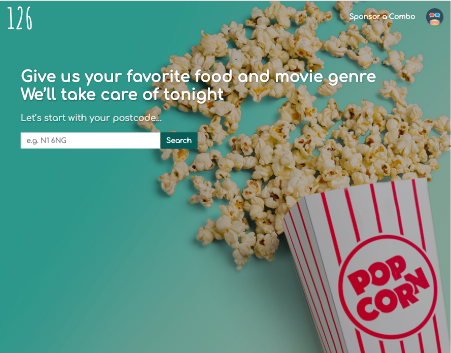 126
Sponsor a Combo
Give us your favorite food and movie genre
We'll take care of tonight
Let's start with your postcode...
e.g. N1 6NG
Search
POP
CORN